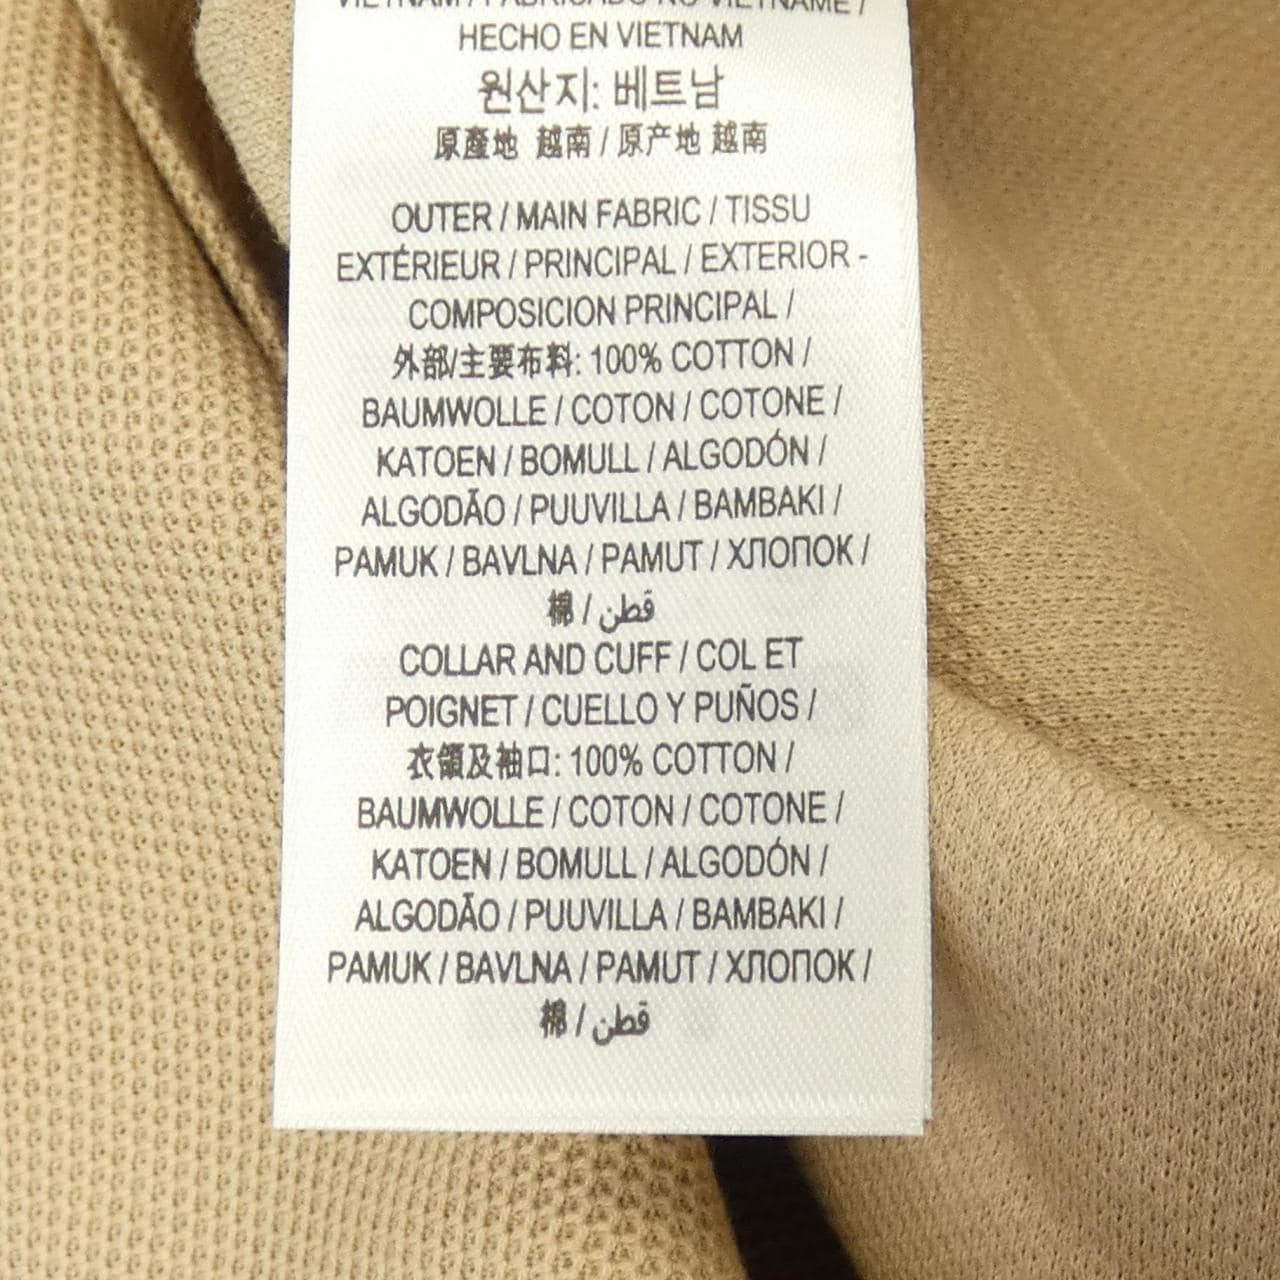 VIETNAM / FABRICADO NO VIETNAME /
HECHO EN VIETNAM
원산지: 베트남
原產地 越南 / 原产地 越南
OUTER / MAIN FABRIC / TISSU
EXTÉRIEUR / PRINCIPAL / EXTERIOR -
COMPOSICION PRINCIPAL /
外部/主要布料: 100% COTTON /
BAUMWOLLE / COTON / COTONE /
KATOEN / BOMULL / ALGODÓN /
ALGODÃO / PUUVILLA / BAMBAKI /
PAMUK / BAVLNA / PAMUT / ХЛОПОК /
棉 / قطن
COLLAR AND CUFF / COL ET
POIGNET / CUELLO Y PUÑOS /
衣領及袖口: 100% COTTON /
BAUMWOLLE / COTON / COTONE /
KATOEN / BOMULL / ALGODÓN /
ALGODÃO / PUUVILLA / BAMBAKI /
PAMUK / BAVLNA / PAMUT / ХЛОПОК /
棉 / قطن